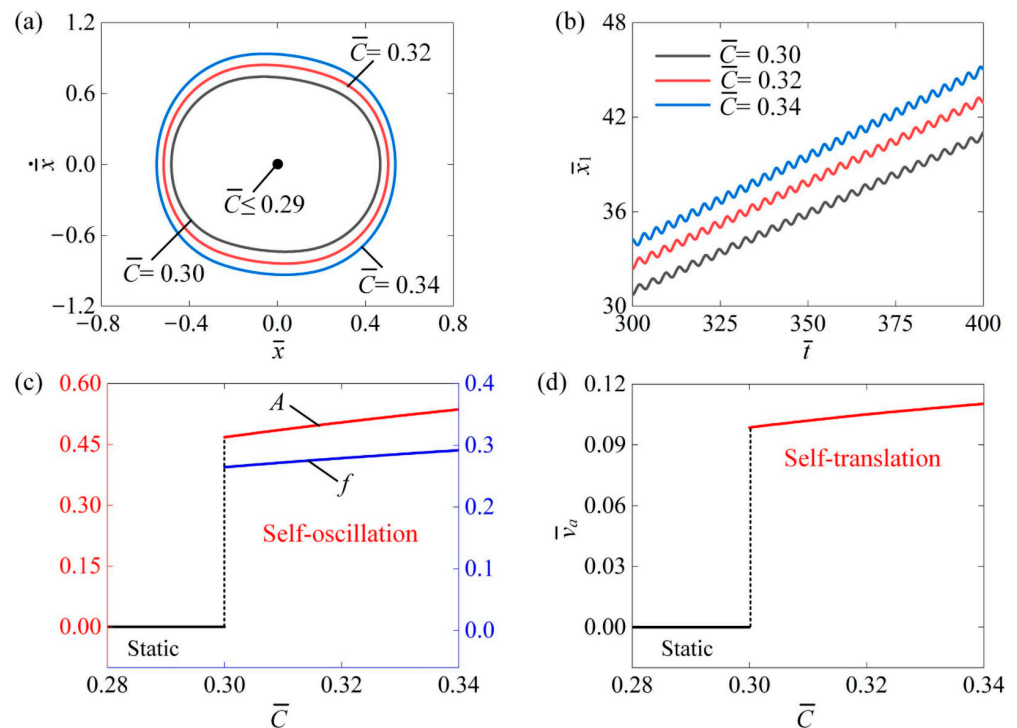 (a)
1.2
0.6
0.0
−0.6
−1.2
ẋ̄
C̄= 0.32
C̄≤ 0.29
C̄= 0.30
C̄= 0.34
−0.8
−0.4
0.0
0.4
0.8
x̄
(b)
48
42
36
30
x̄₁
C̄= 0.30
C̄= 0.32
C̄= 0.34
300
325
350
375
400
t̄
(c)
0.60
0.45
0.30
0.15
0.00
A
f
Self-oscillation
Static
0.4
0.3
0.2
0.1
0.0
0.28
0.30
0.32
0.34
C̄
(d)
0.12
0.09
0.06
0.03
0.00
v̄ₐ
Self-translation
Static
0.28
0.30
0.32
0.34
C̄